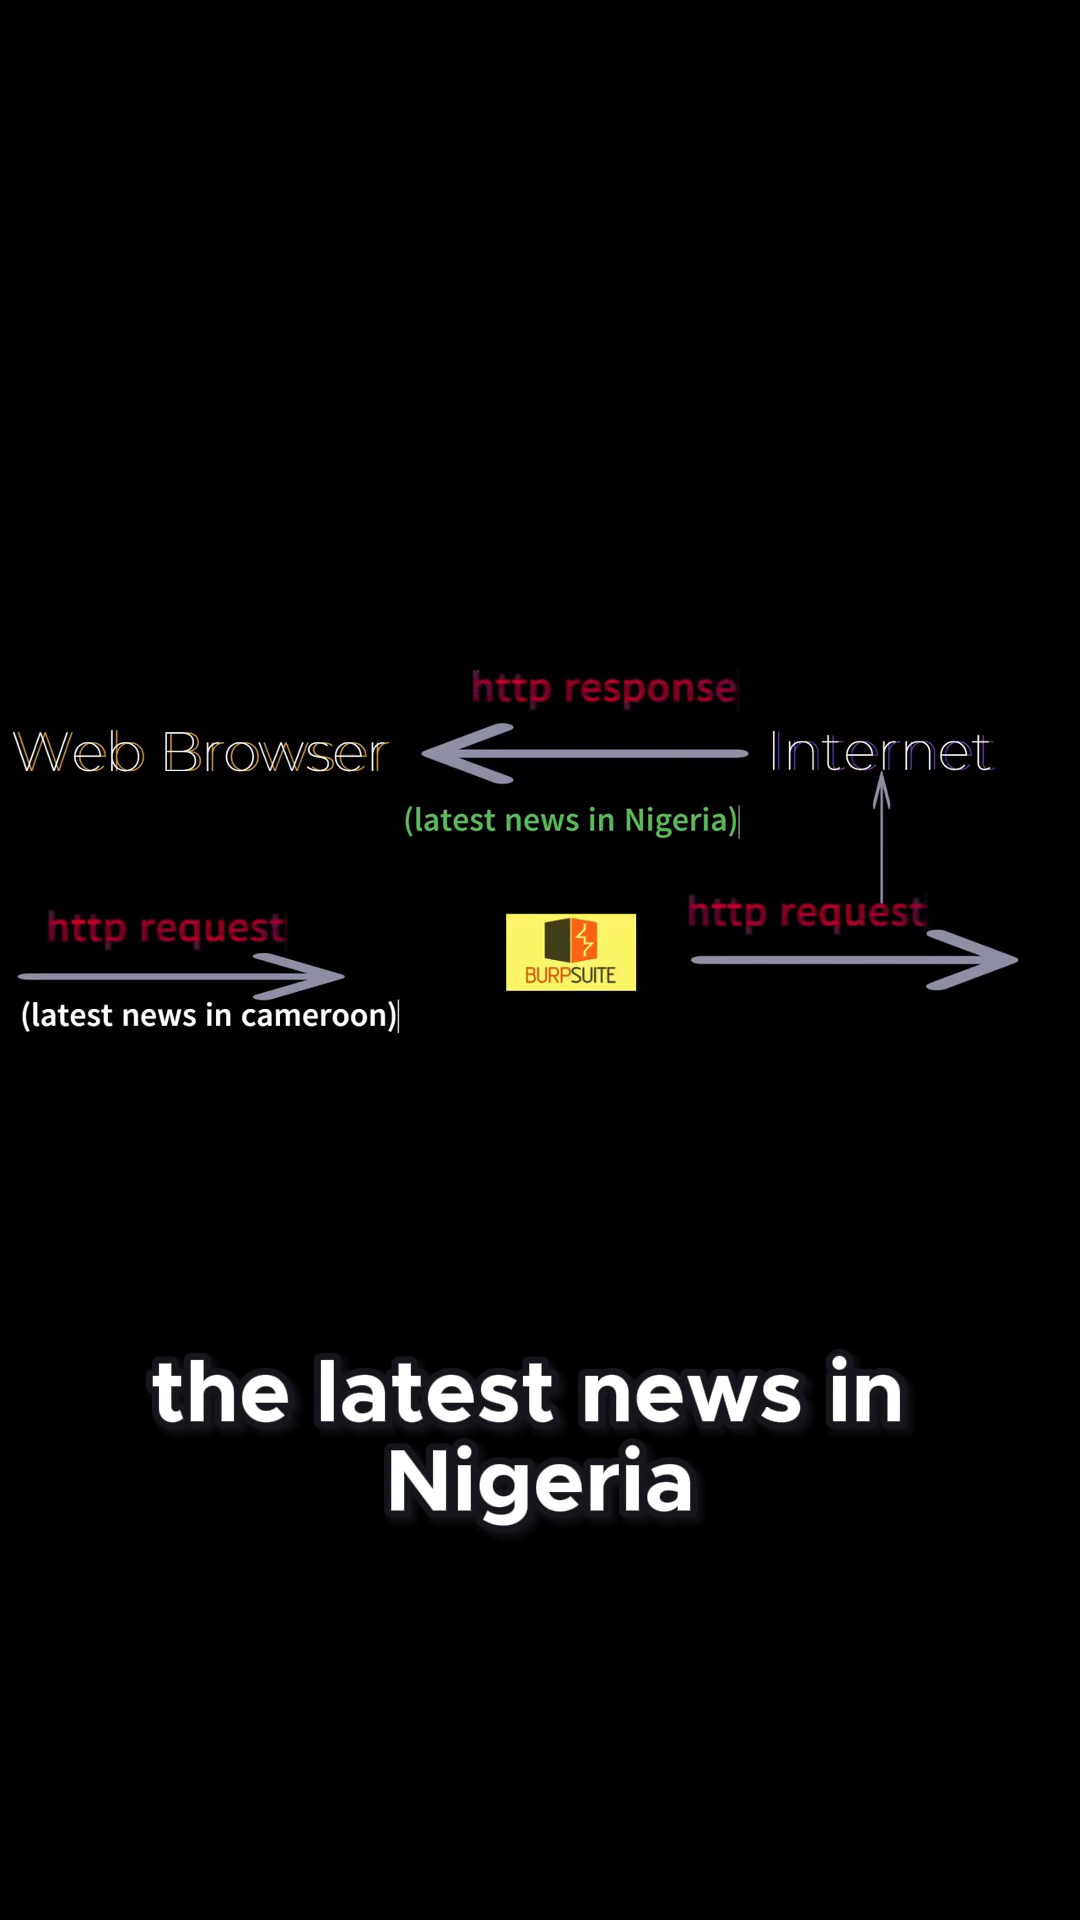 http response
Web Browser
Internet
(latest news in Nigeria)
http request
http request
BURPSUITE
(latest news in cameroon)
the latest news in
Nigeria